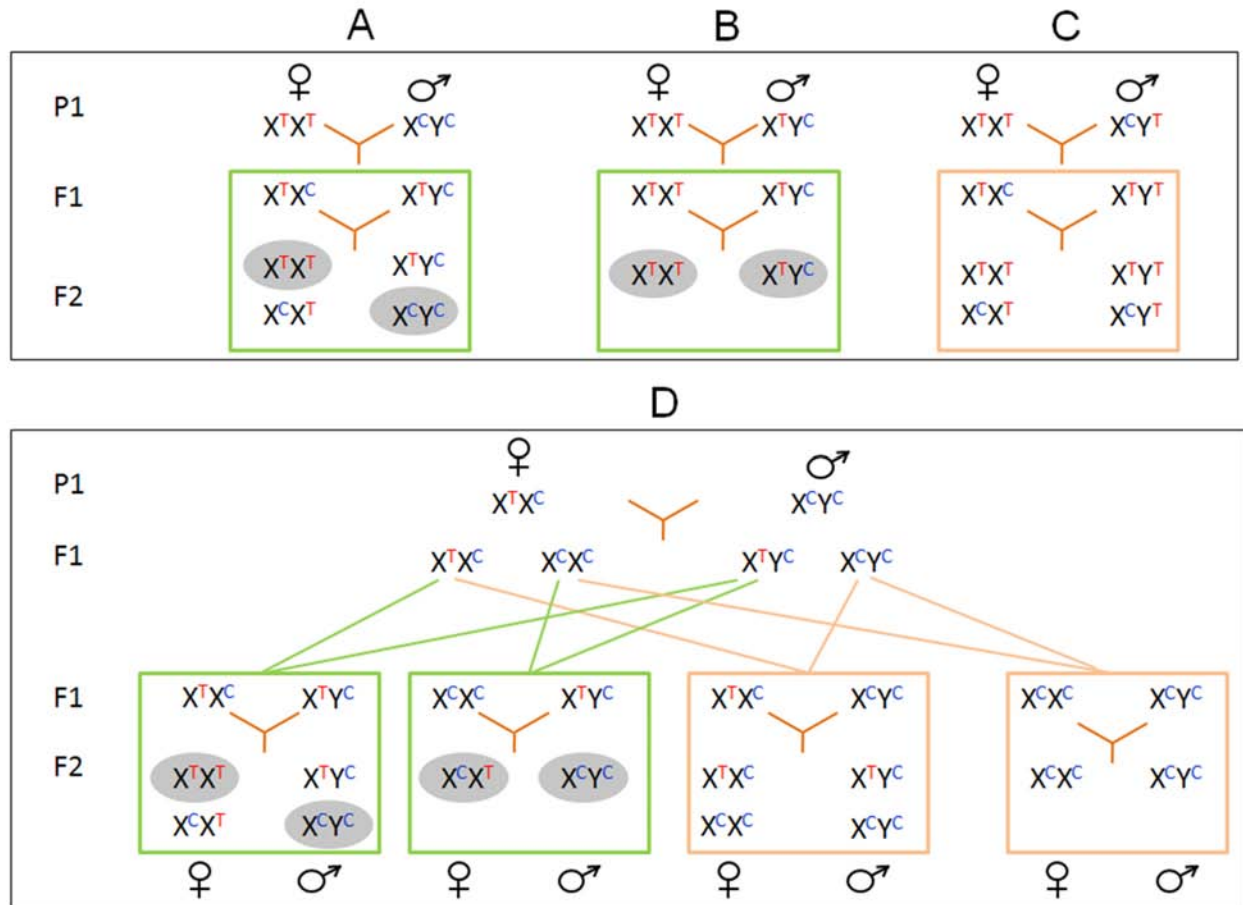 A B C
♀ ♂ ♀ ♂ ♀ ♂
P1 XᵀXᵀ XᶜYᶜ XᵀXᵀ XᵀYᶜ XᵀXᵀ XᶜYᵀ
F1 XᵀXᶜ XᵀYᶜ XᵀXᵀ XᵀYᶜ XᵀXᶜ XᵀYᵀ
XᵀXᵀ XᵀYᶜ XᵀXᵀ XᵀYᶜ XᵀXᵀ XᵀYᵀ
F2 XᶜXᵀ XᶜYᶜ XᶜXᵀ XᶜYᵀ
D
♀ ♂
P1 XᵀXᶜ XᶜYᶜ
F1 XᵀXᶜ XᶜXᶜ XᵀYᶜ XᶜYᶜ
F1 XᵀXᶜ XᵀYᶜ XᶜXᶜ XᵀYᶜ XᵀXᶜ XᶜYᶜ XᶜXᶜ XᶜYᶜ
F2 XᵀXᵀ XᵀYᶜ XᶜXᵀ XᶜYᶜ XᵀXᶜ XᵀYᶜ XᶜXᶜ XᶜYᶜ
XᶜXᵀ XᶜYᶜ XᶜXᶜ XᶜYᶜ
♀ ♂ ♀ ♂ ♀ ♂ ♀ ♂